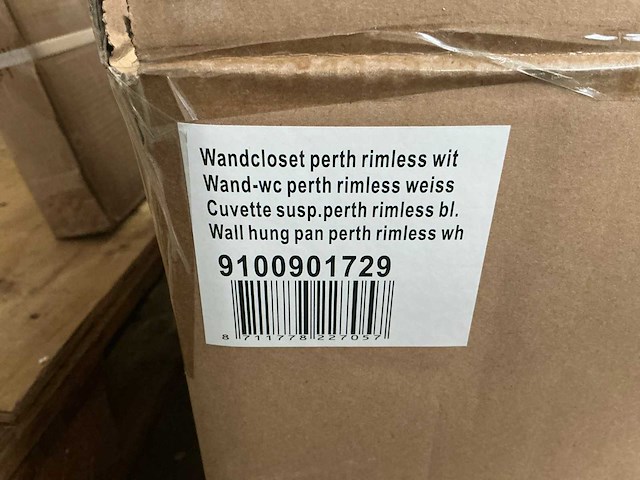 Wandcloset perth rimless wit
Wand-wc perth rimless weiss
Cuvette susp.perth rimless bl.
Wall hung pan perth rimless wh
9100901729
8 711778 227057